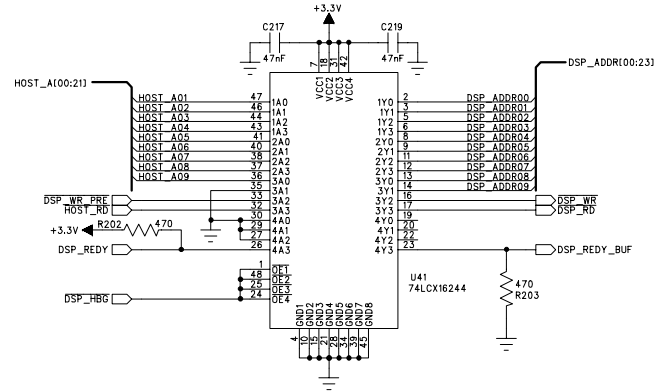 +3.3V
C217
C219
47nF
47nF
7
18
31
42
VCC1
VCC2
VCC3
VCC4
HOST_A[00:21]
DSP_ADDR[00:23]
HOST_A01 47 1A0 1Y0 2 DSP_ADDR00
HOST_A02 46 1A1 1Y1 3 DSP_ADDR01
HOST_A03 44 1A2 1Y2 5 DSP_ADDR02
HOST_A04 43 1A3 1Y3 6 DSP_ADDR03
HOST_A05 41 2A0 2Y0 8 DSP_ADDR04
HOST_A06 40 2A1 2Y1 9 DSP_ADDR05
HOST_A07 38 2A2 2Y2 11 DSP_ADDR06
HOST_A08 37 2A3 2Y3 12 DSP_ADDR07
HOST_A09 36 3A0 3Y0 13 DSP_ADDR08
35 3A1 3Y1 14 DSP_ADDR09
DSP_WR_PRE 33 3A2 3Y2 16 DSP_WR
HOST_RD 32 3A3 3Y3 17 DSP_RD
30 4A0 4Y0 19
29 4A1 4Y1 20
27 4A2 4Y2 22
DSP_REDY 26 4A3 4Y3 23 DSP_REDY_BUF
R202
470
+3.3V
1 OE1
48 OE2
25 OE3
DSP_HBG 24 OE4
U41
74LCX16244
470
R203
GND1
GND2
GND3
GND4
GND5
GND6
GND7
GND8
4
10
15
21
28
34
39
45